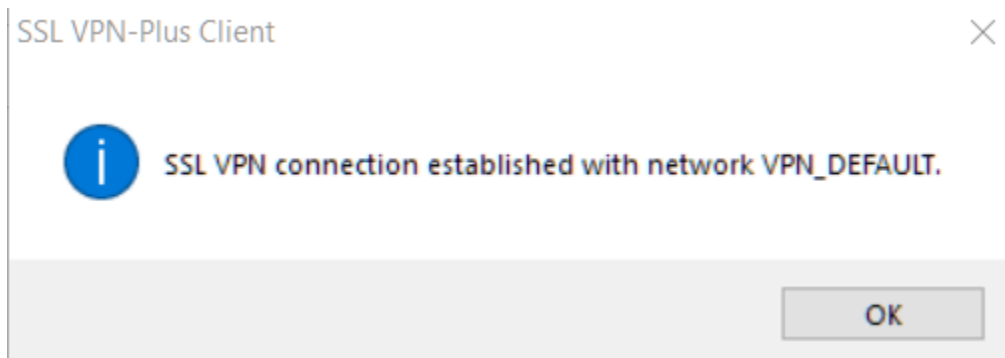 SSL VPN-Plus Client
SSL VPN connection established with network VPN_DEFAULT.
OK